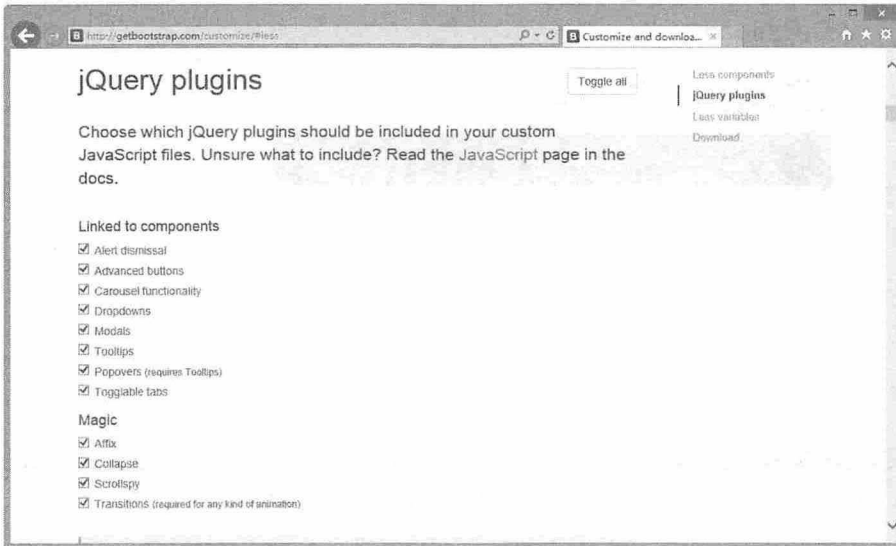 http://getbootstrap.com/customize/#less
Customize and downloa...
jQuery plugins
Toggle all
Less components
jQuery plugins
Less variables
Download
Choose which jQuery plugins should be included in your custom
JavaScript files. Unsure what to include? Read the JavaScript page in the
docs.
Linked to components
Alert dismissal
Advanced buttons
Carousel functionality
Dropdowns
Modals
Tooltips
Popovers (requires Tooltips)
Togglable tabs
Magic
Affix
Collapse
Scrollspy
Transitions (required for any kind of animation)